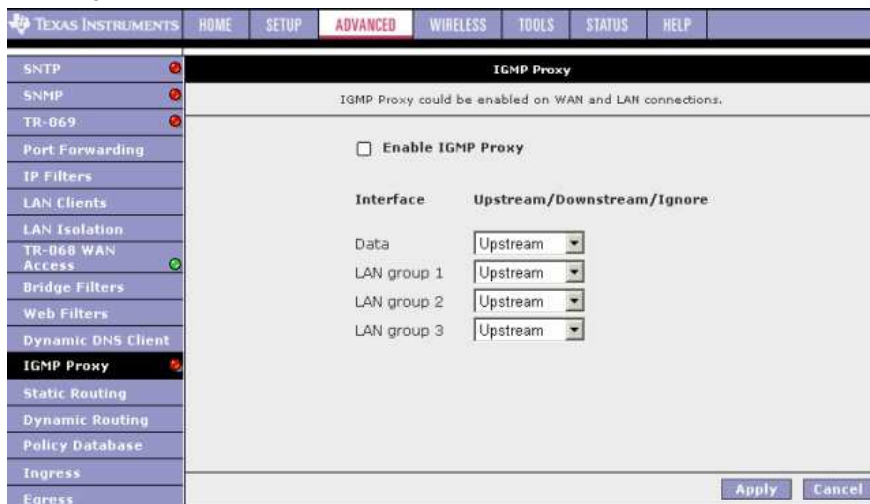 TEXAS INSTRUMENTS
HOME SETUP ADVANCED WIRELESS TOOLS STATUS HELP
SNTP
SNMP
TR-069
Port Forwarding
IP Filters
LAN Clients
LAN Isolation
TR-068 WAN
Access
Bridge Filters
Web Filters
Dynamic DNS Client
IGMP Proxy
Static Routing
Dynamic Routing
Policy Database
Ingress
Egress
IGMP Proxy
IGMP Proxy could be enabled on WAN and LAN connections.
Enable IGMP Proxy
Interface Upstream/Downstream/Ignore
Data Upstream
LAN group 1 Upstream
LAN group 2 Upstream
LAN group 3 Upstream
Apply Cancel